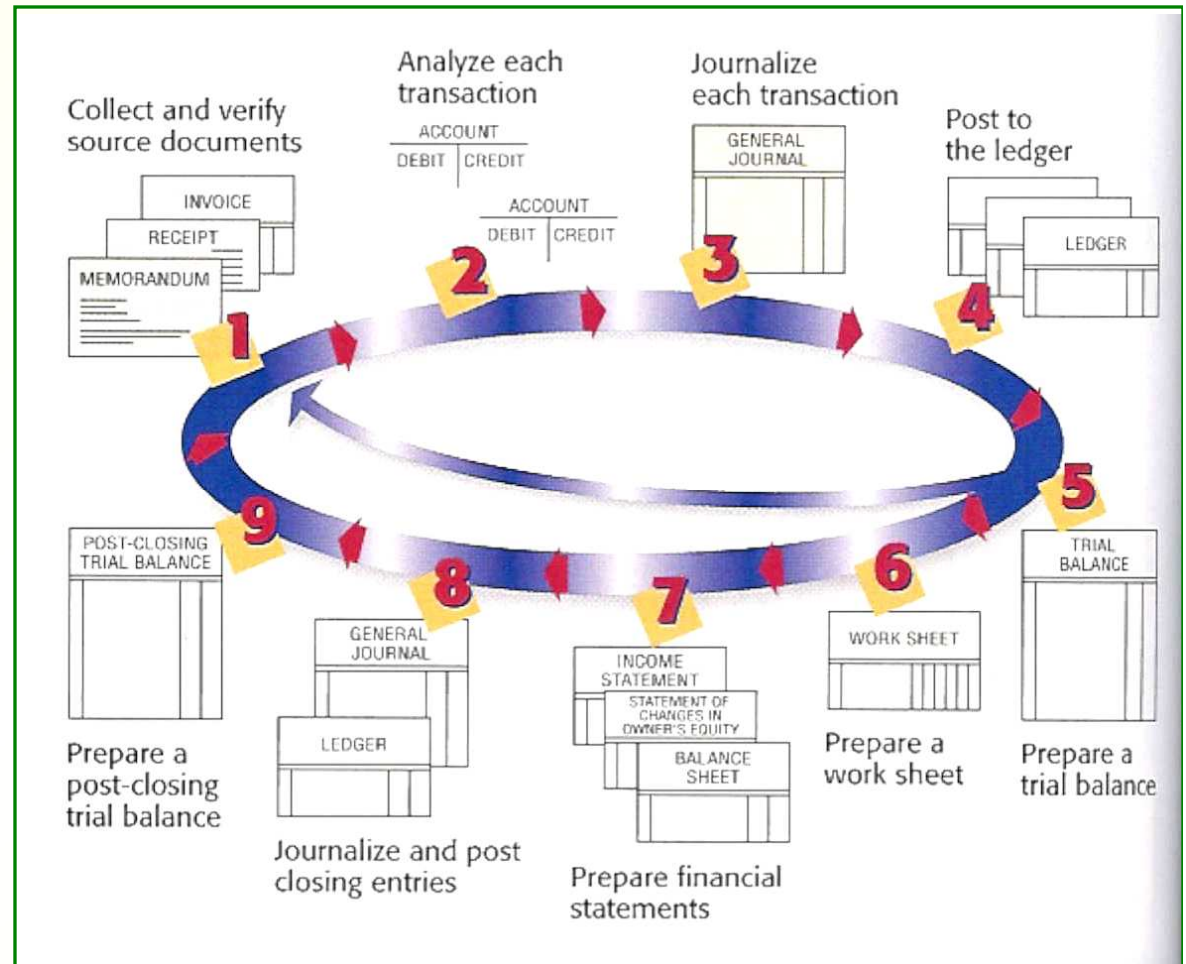 Collect and verify
source documents
INVOICE
RECEIPT
MEMORANDUM
1
Analyze each
transaction
ACCOUNT
DEBIT CREDIT
ACCOUNT
DEBIT CREDIT
2
Journalize
each transaction
GENERAL
JOURNAL
3
Post to
the ledger
LEDGER
4
5
TRIAL
BALANCE
Prepare a
trial balance
6
WORK SHEET
Prepare a
work sheet
7
INCOME
STATEMENT
STATEMENT OF
CHANGES IN
OWNER'S EQUITY
BALANCE
SHEET
Prepare financial
statements
8
GENERAL
JOURNAL
LEDGER
Journalize and post
closing entries
9
POST-CLOSING
TRIAL BALANCE
Prepare a
post-closing
trial balance